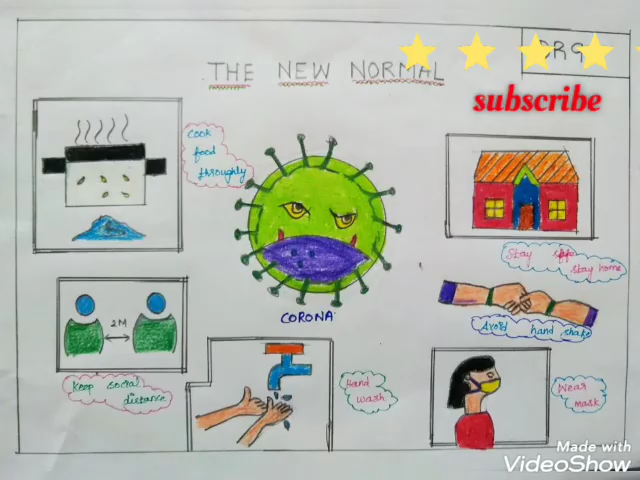 THE NEW NORMAL
subscribe
Cook
food
throughly
CORONA
Stay
stay home
Avoid hand shake
2M
Keep social
distance
Hand
wash
Wear
mask
Made with
VideoShow